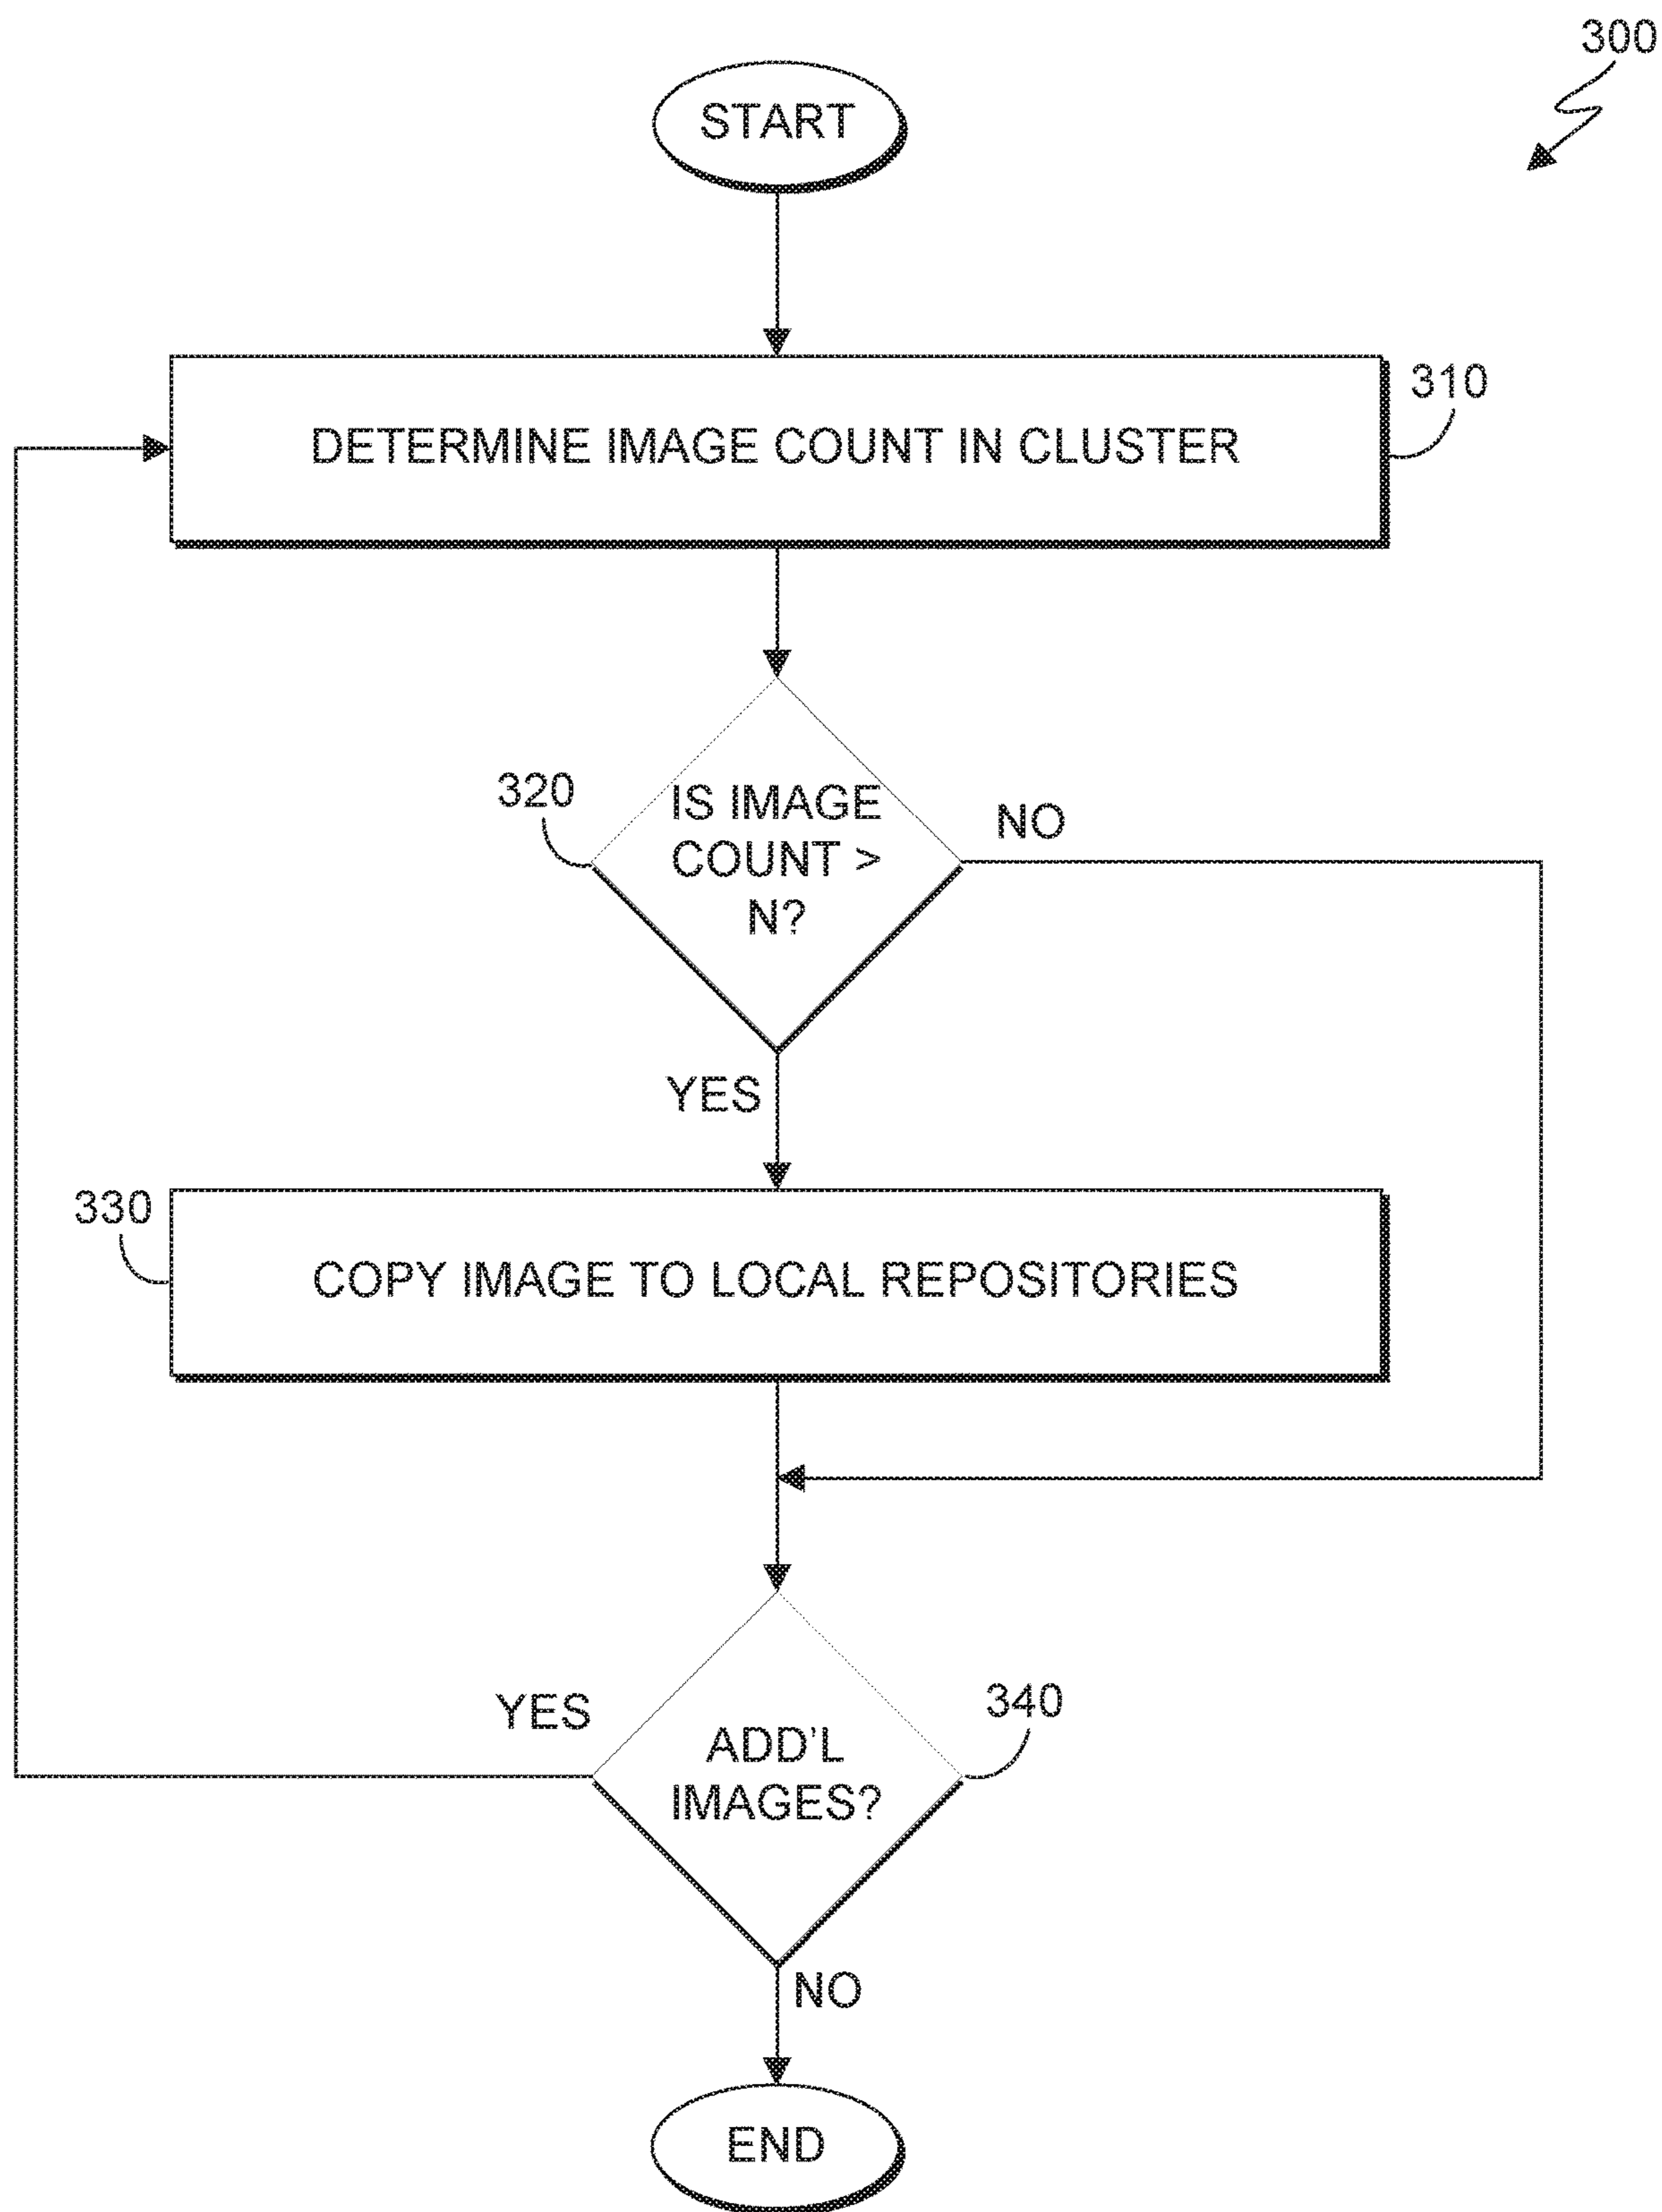 300
START
310
DETERMINE IMAGE COUNT IN CLUSTER
320
IS IMAGE
COUNT >
N?
NO
YES
330
COPY IMAGE TO LOCAL REPOSITORIES
YES
340
ADD'L
IMAGES?
NO
END